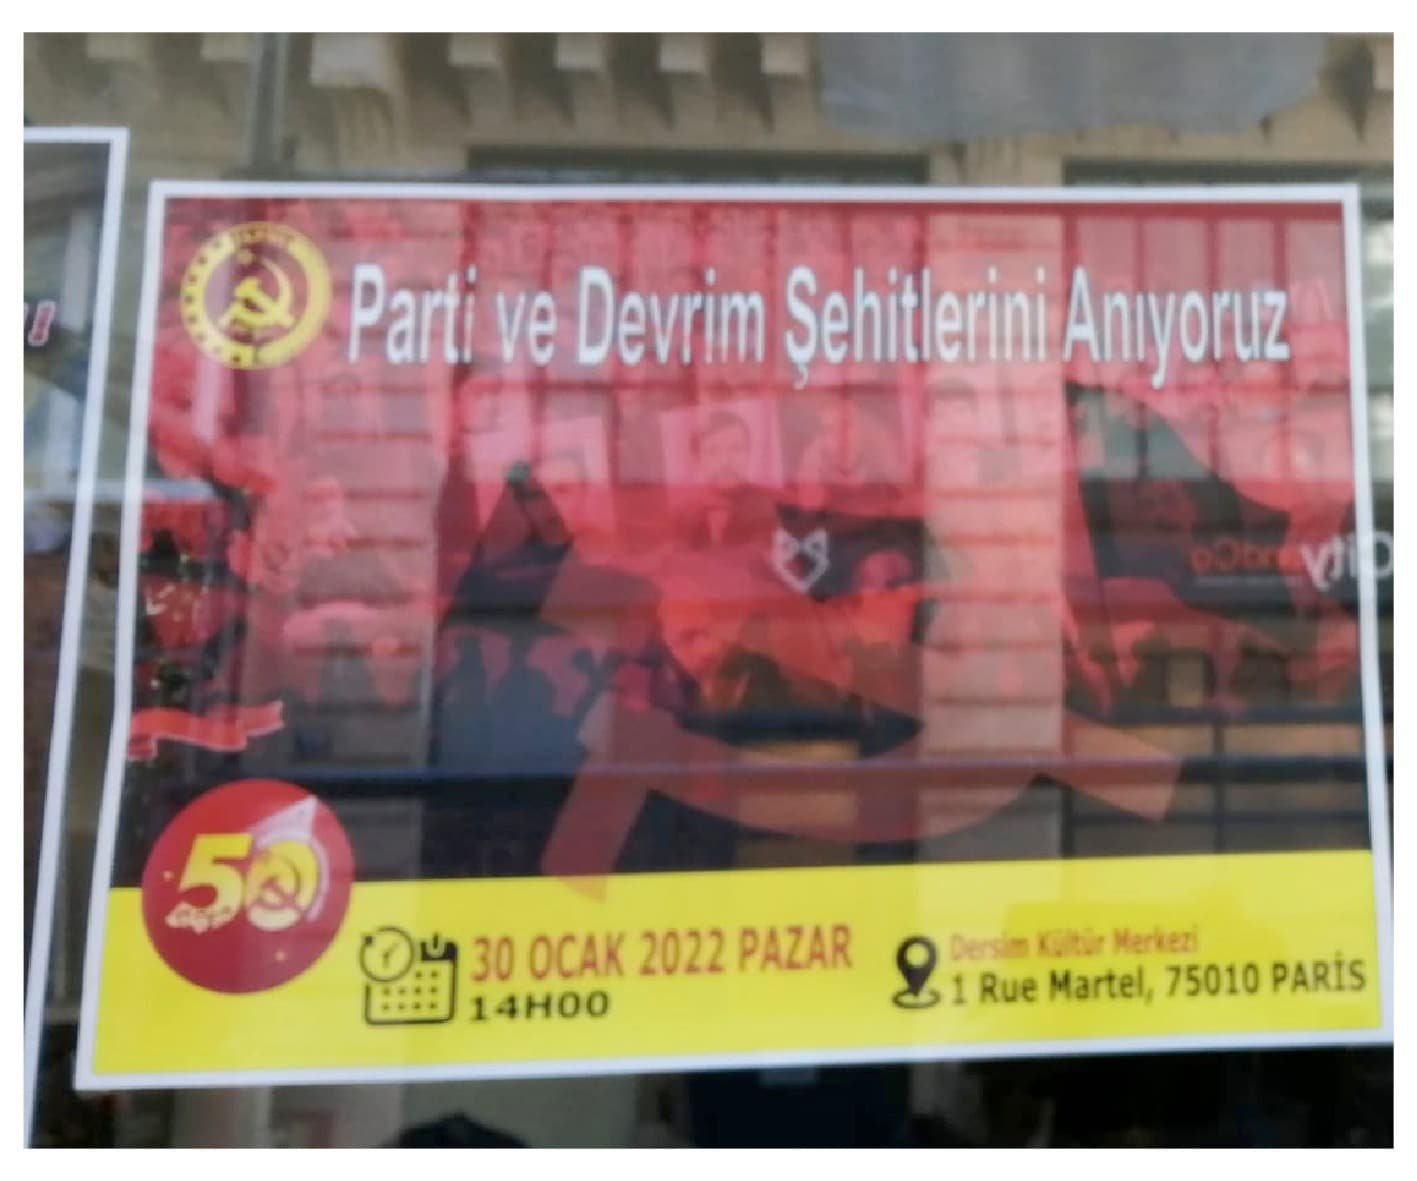 Parti ve Devrim Şehitlerini Anıyoruz
City
50
30 OCAK 2022 PAZAR
14H00
Dersim Kültür Merkezi
1 Rue Martel, 75010 PARİS